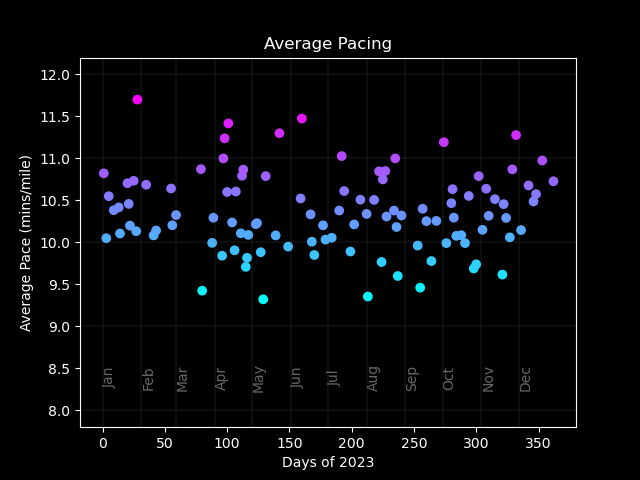 Average Pacing
Average Pace (mins/mile)
12.0
11.5
11.0
10.5
10.0
9.5
9.0
8.5
8.0
Jan
Feb
Mar
Apr
May
Jun
Jul
Aug
Sep
Oct
Nov
Dec
0 50 100 150 200 250 300 350
Days of 2023